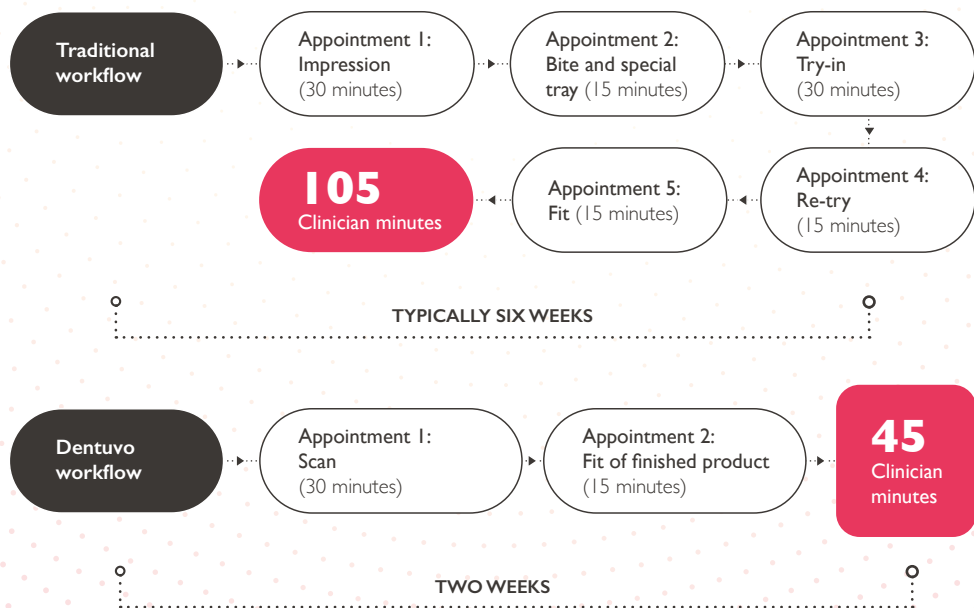 Traditional
workflow
Appointment 1:
Impression
(30 minutes)
Appointment 2:
Bite and special
tray (15 minutes)
Appointment 3:
Try-in
(30 minutes)
Appointment 4:
Re-try
(15 minutes)
Appointment 5:
Fit (15 minutes)
105
Clinician minutes
TYPICALLY SIX WEEKS
Dentuvo
workflow
Appointment 1:
Scan
(30 minutes)
Appointment 2:
Fit of finished product
(15 minutes)
45
Clinician
minutes
TWO WEEKS